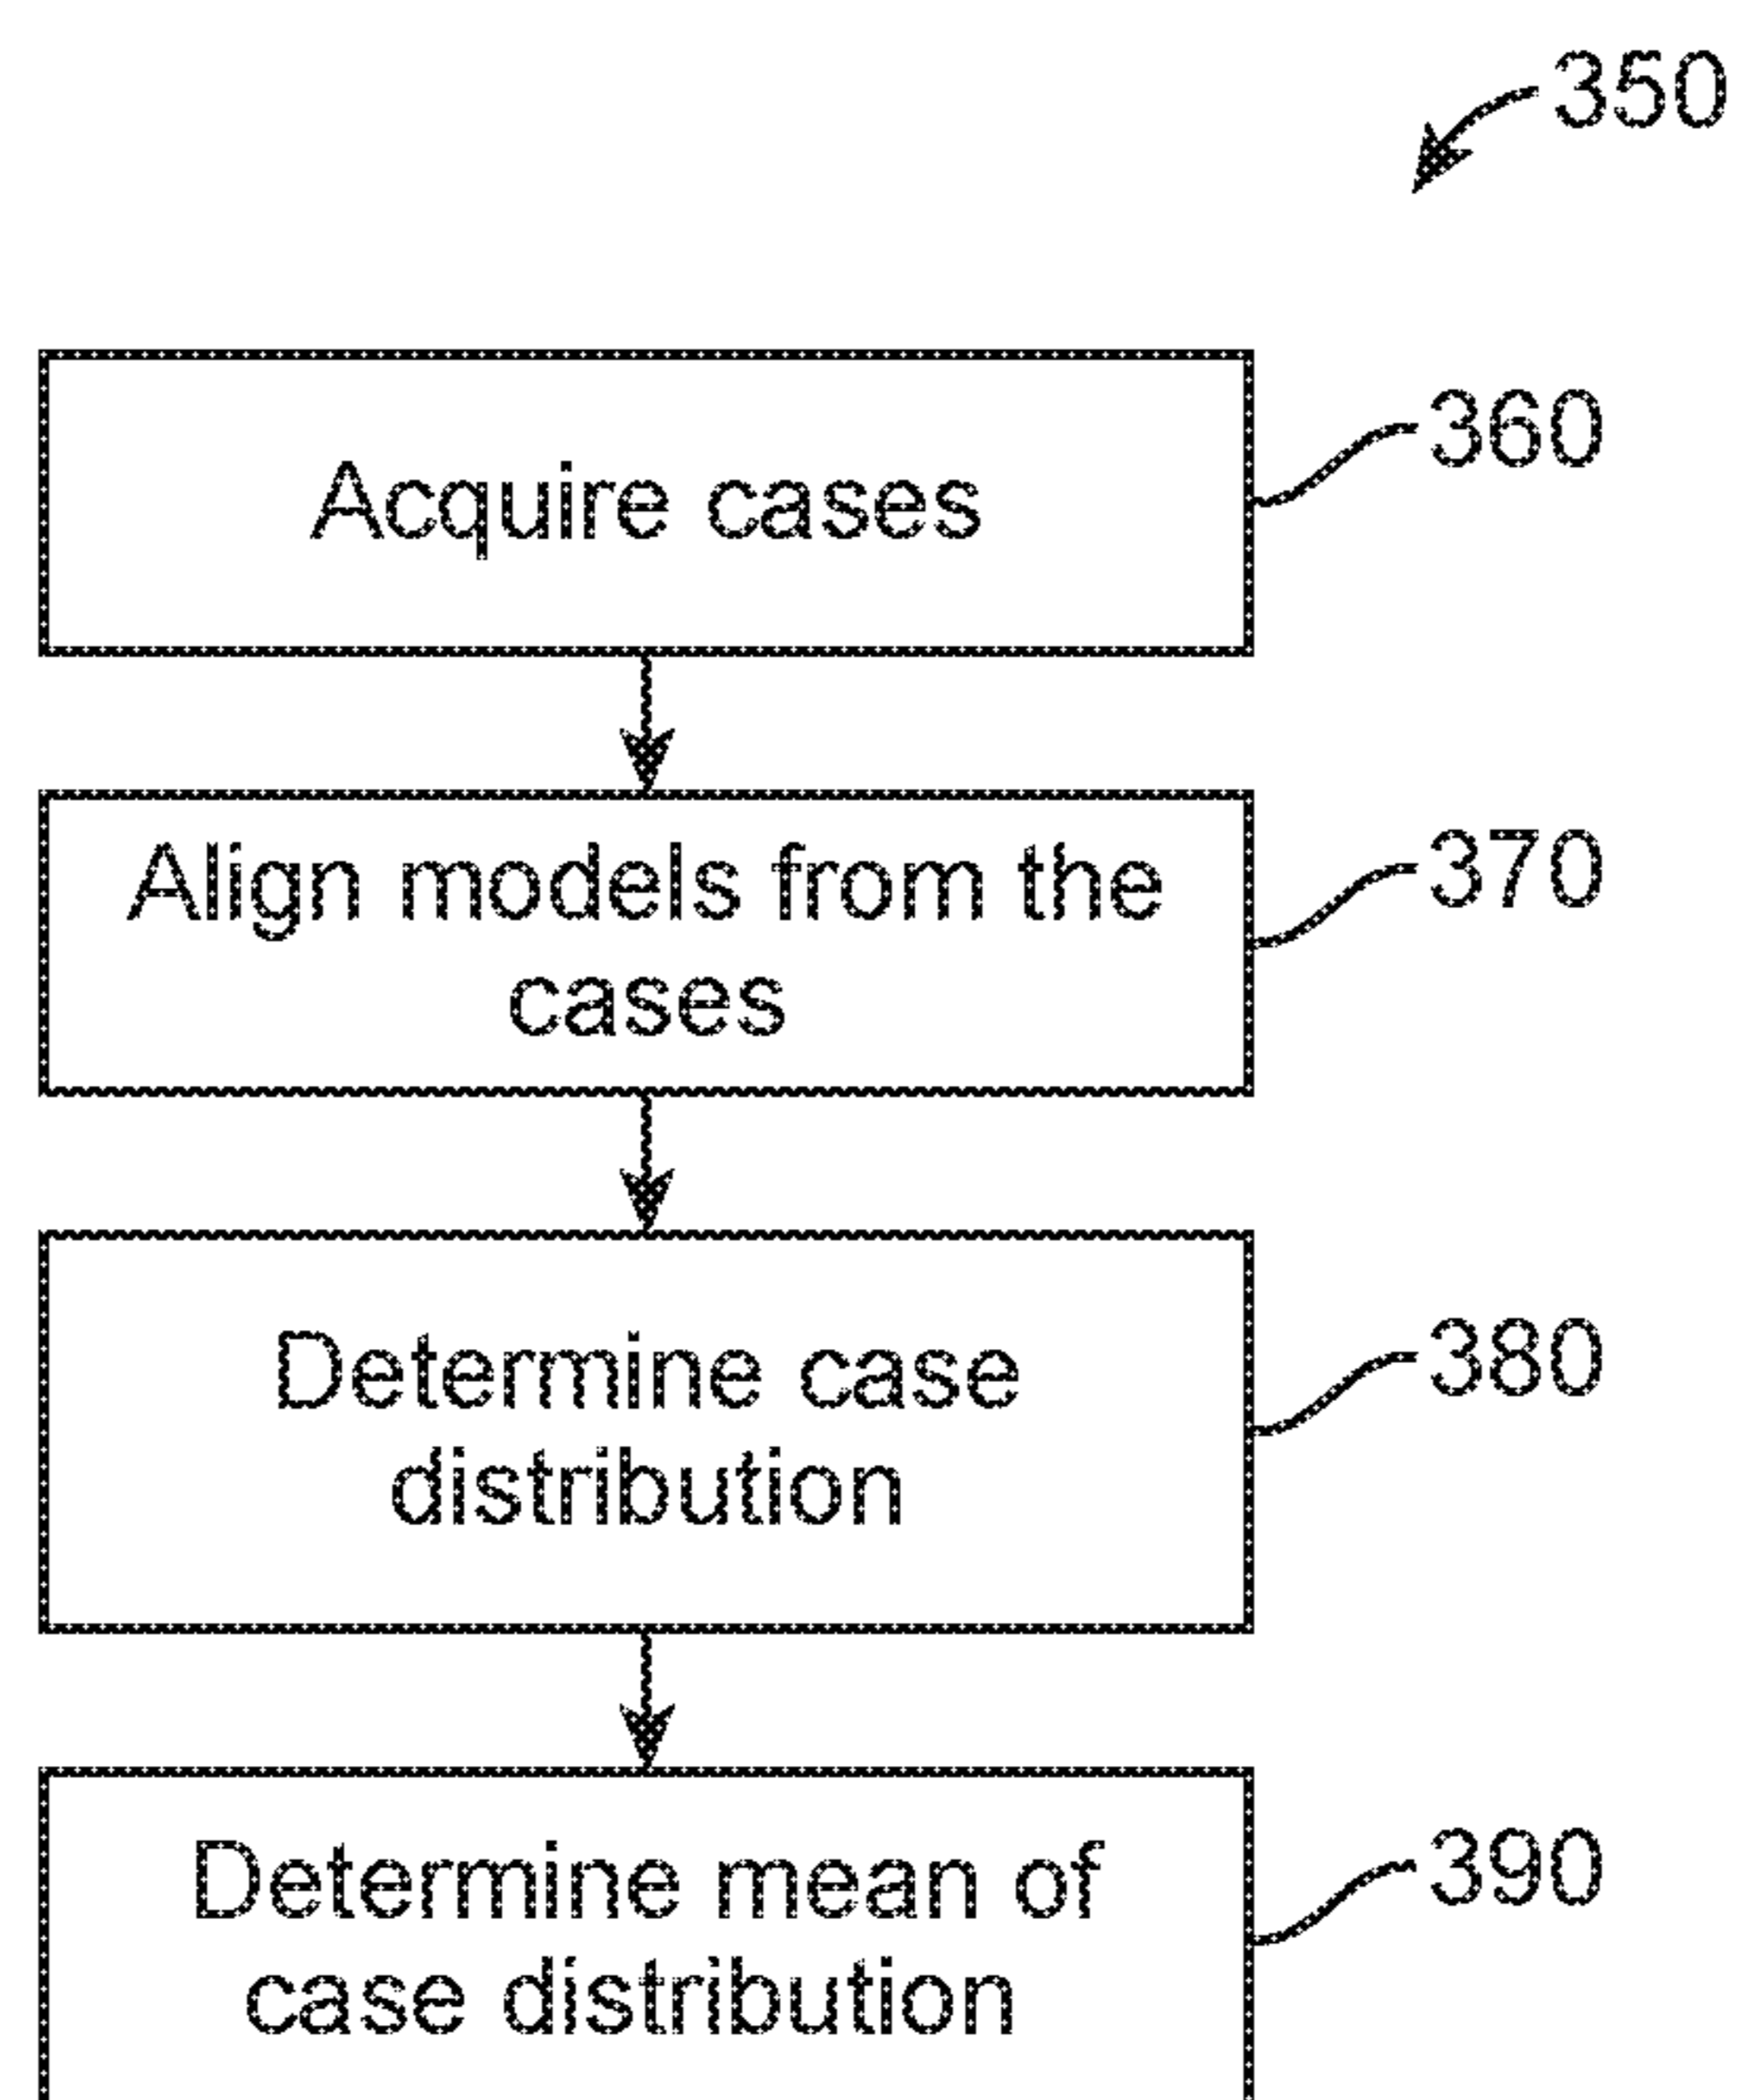 350
Acquire cases
360
Align models from the
cases
370
Determine case
distribution
380
Determine mean of
case distribution
390